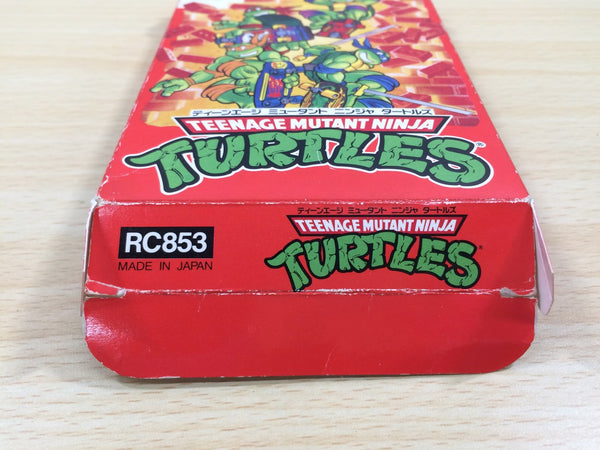 ティーンエージ ミュータント ニンジャ タートルズ
TEENAGE MUTANT NINJA
TURTLES
ティーンエージ ミュータント ニンジャ タートルズ
TEENAGE MUTANT NINJA
TURTLES®
RC853
MADE IN JAPAN